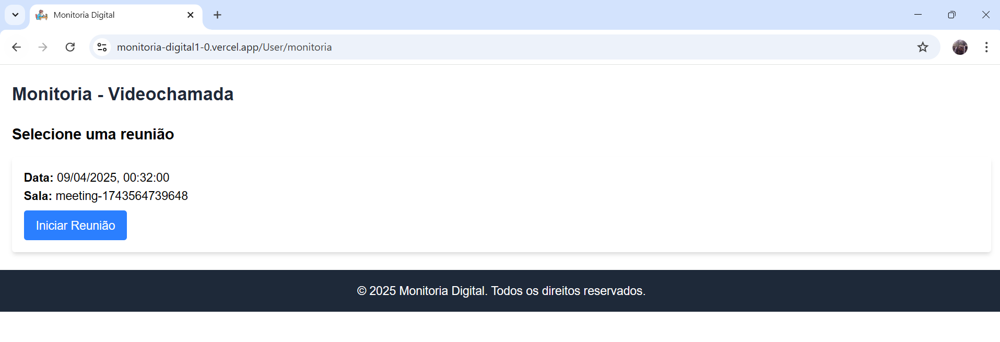 Monitoria Digital
monitoria-digital1-0.vercel.app/User/monitoria
Monitoria - Videochamada
Selecione uma reunião
Data: 09/04/2025, 00:32:00
Sala: meeting-1743564739648
Iniciar Reunião
© 2025 Monitoria Digital. Todos os direitos reservados.